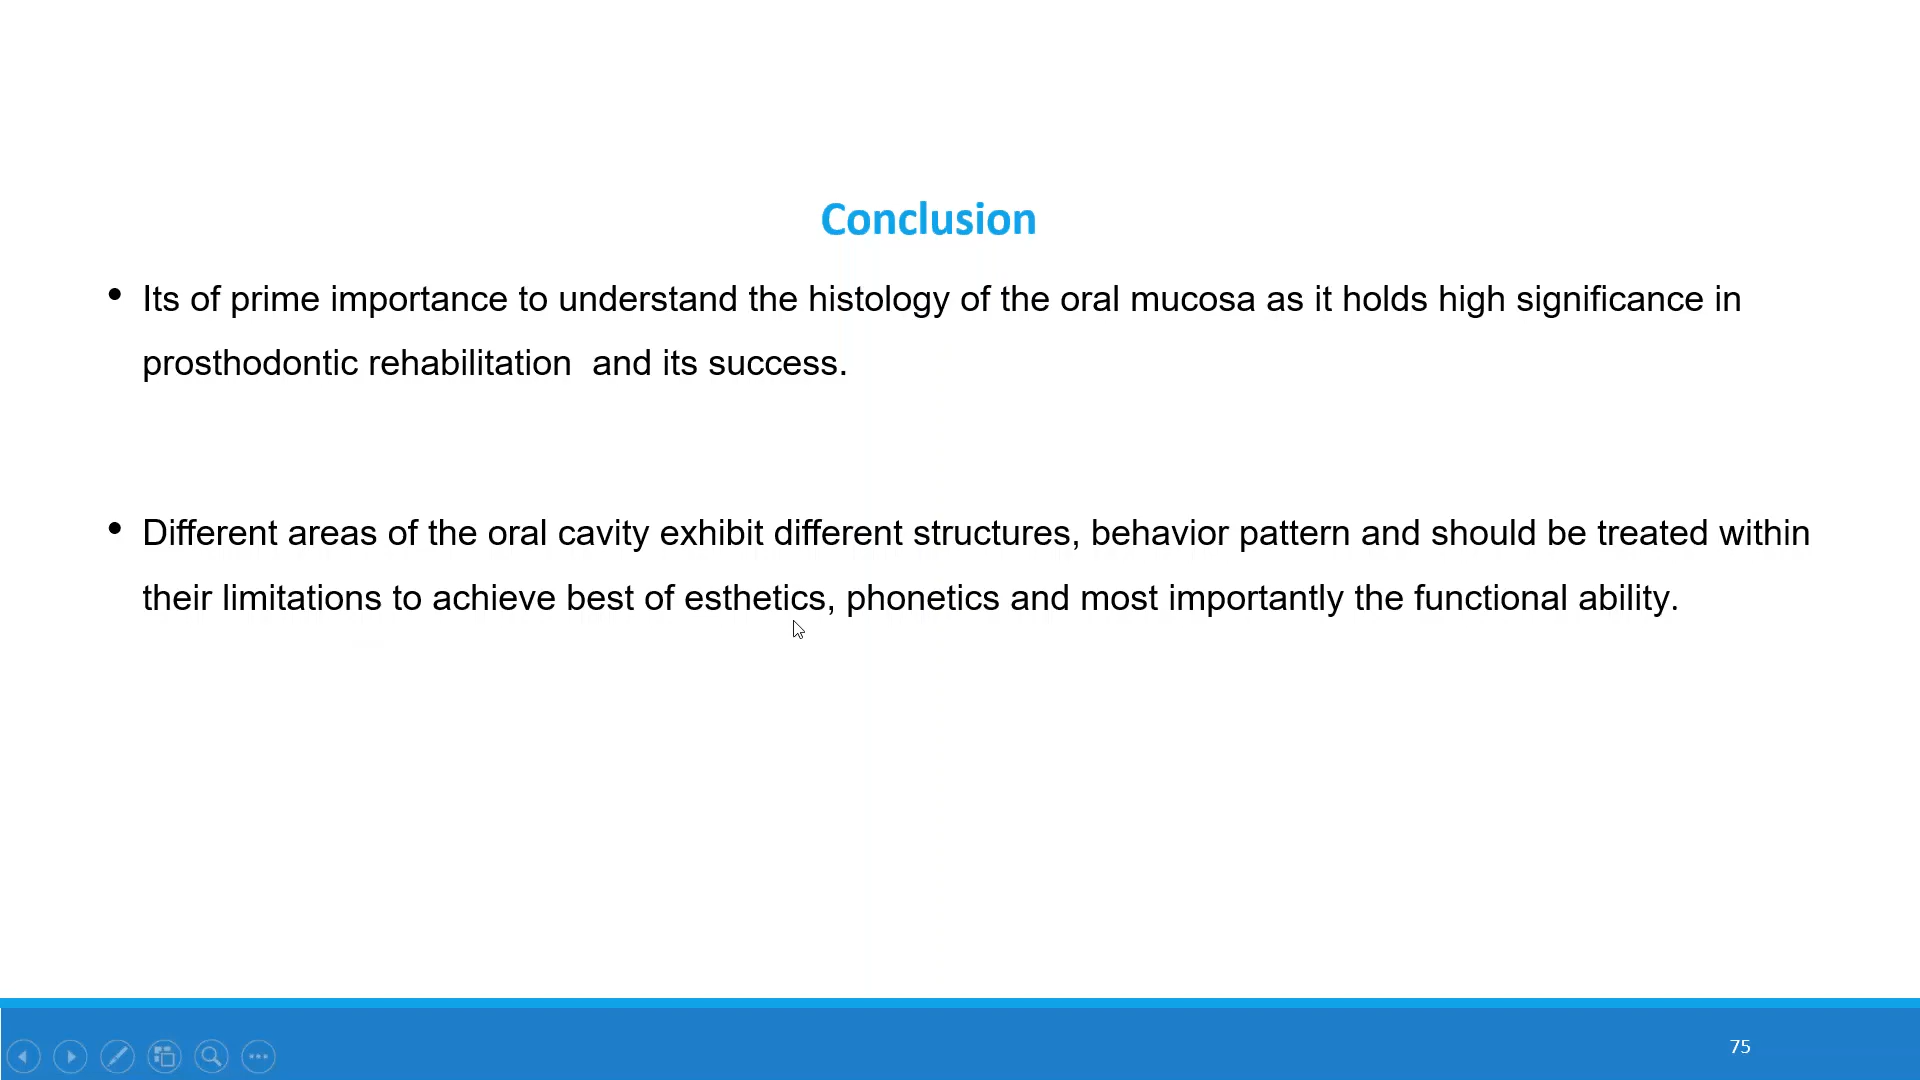 Conclusion
• Its of prime importance to understand the histology of the oral mucosa as it holds high significance in
prosthodontic rehabilitation  and its success.
• Different areas of the oral cavity exhibit different structures, behavior pattern and should be treated within
their limitations to achieve best of esthetics, phonetics and most importantly the functional ability.
75